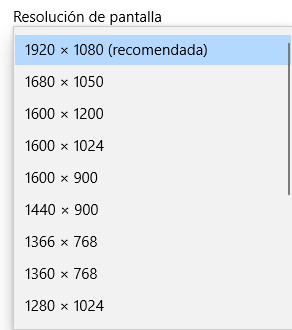 Resolución de pantalla
1920 × 1080 (recomendada)
1680 × 1050
1600 × 1200
1600 × 1024
1600 × 900
1440 × 900
1366 × 768
1360 × 768
1280 × 1024